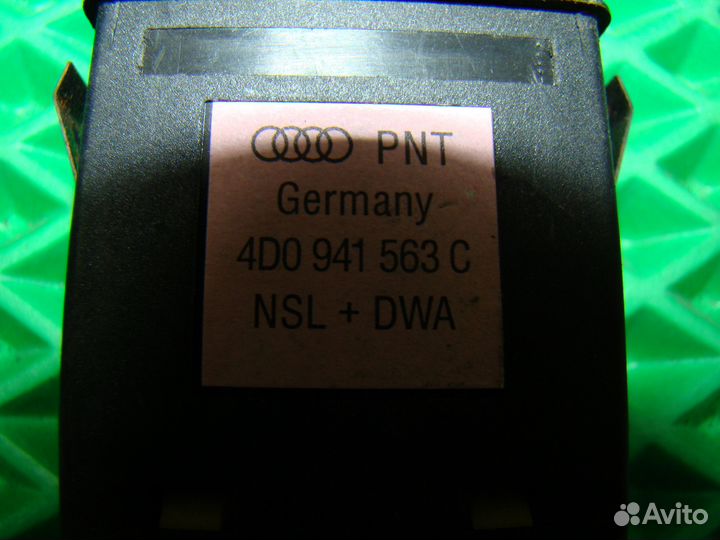 PNT
Germany
4D0 941 563 C
NSL + DWA
Avito